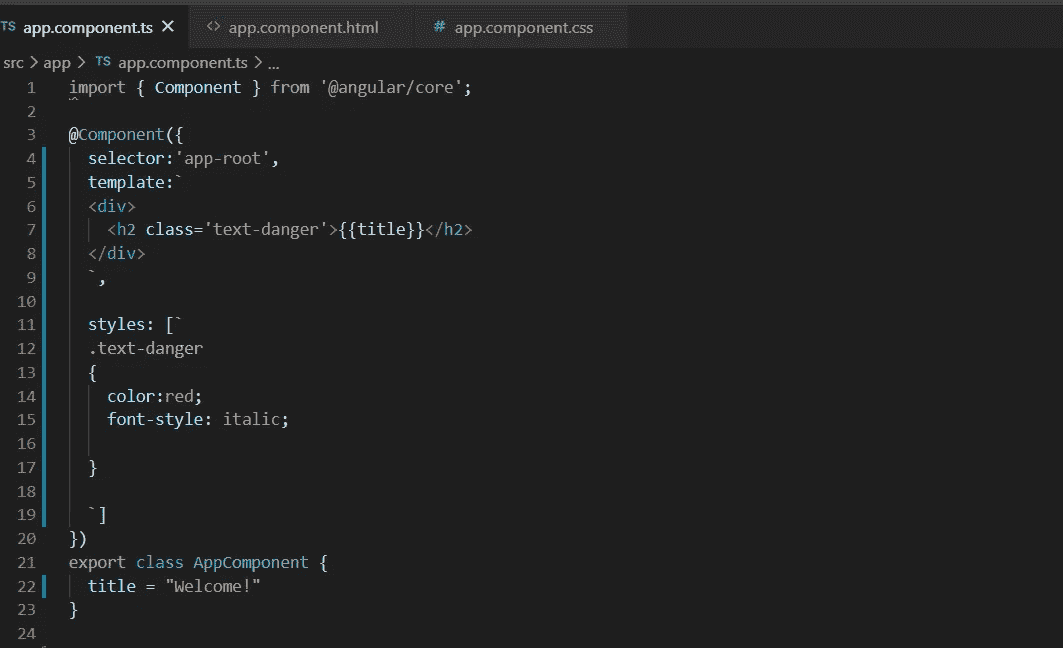 TS app.component.ts × <> app.component.html # app.component.css
src > app > TS app.component.ts > ...
1 import { Component } from '@angular/core';
2
3 @Component({
4   selector:'app-root',
5   template:`
6   <div>
7     <h2 class='text-danger'>{{title}}</h2>
8   </div>
9   `,
10
11   styles: [`
12   .text-danger
13   {
14     color:red;
15     font-style: italic;
16
17   }
18
19   `]
20 })
21 export class AppComponent {
22   title = "Welcome!"
23 }
24